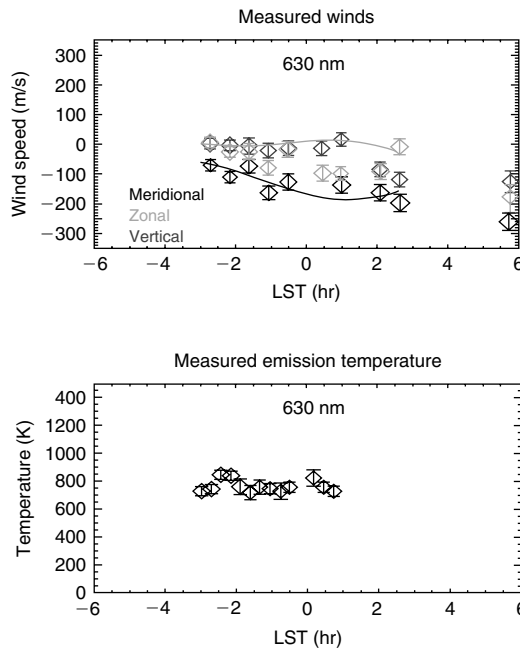 Measured winds
630 nm
Wind speed (m/s)
300
200
100
0
−100
−200
−300
Meridional
Zonal
Vertical
−6 −4 −2 0 2 4 6
LST (hr)
Measured emission temperature
630 nm
Temperature (K)
400
1200
1000
800
600
400
200
0
−6 −4 −2 0 2 4 6
LST (hr)